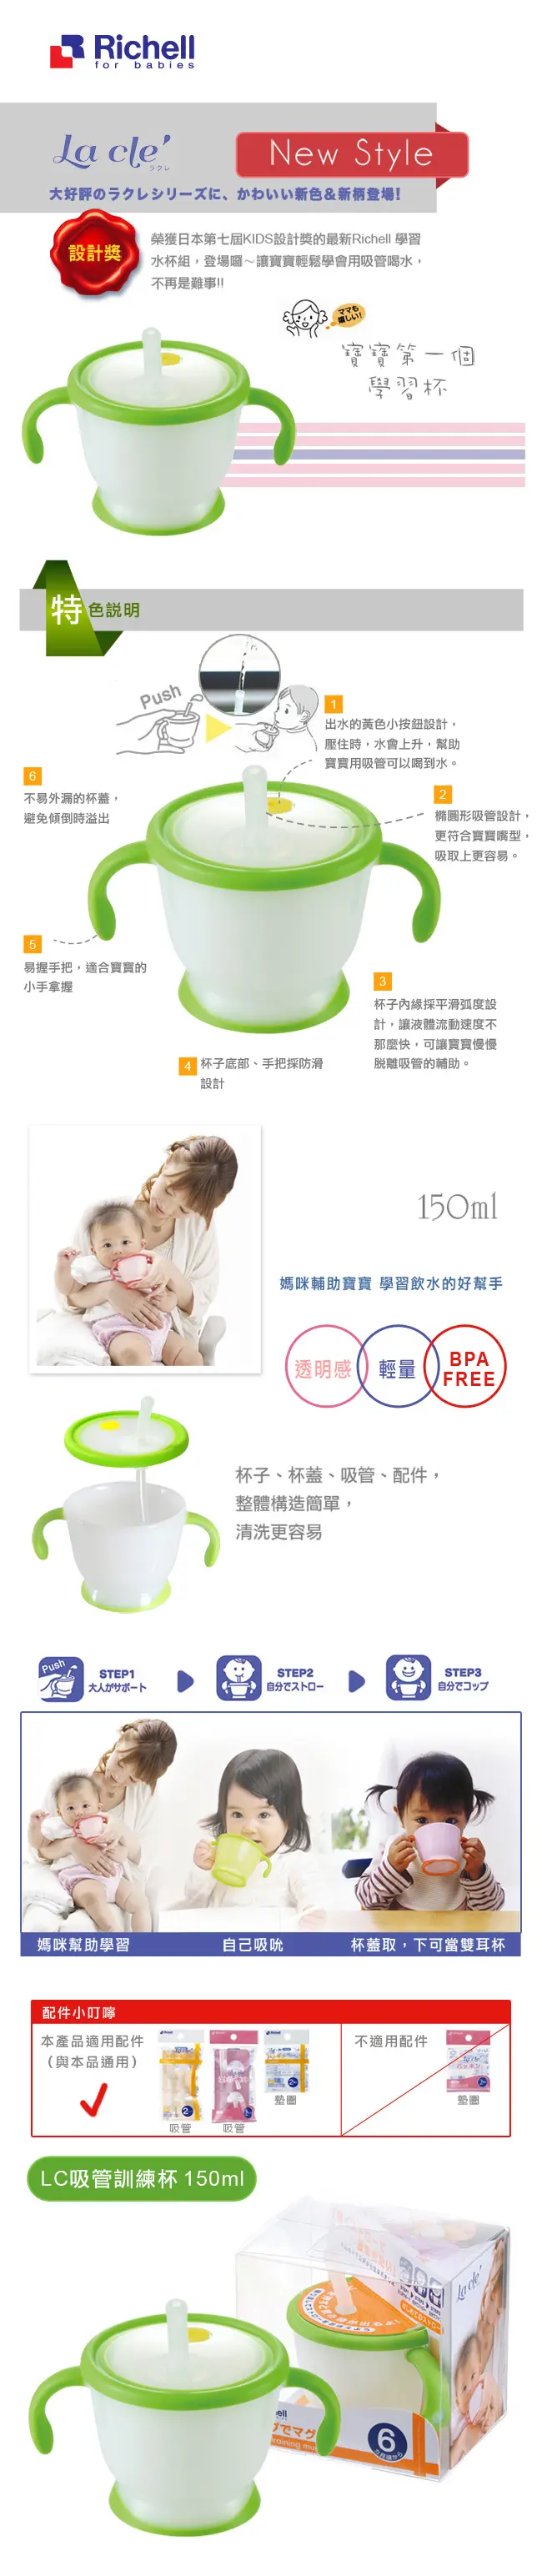 Richell
for babies
La clé
ラクレ
New Style
大好評のラクレシリーズに、かわいい新色&新柄登場!
設計獎
榮獲日本第七屆KIDS設計獎的最新Richell 學習
水杯組，登場囉～讓寶寶輕鬆學會用吸管喝水，
不再是難事!!
ママも
嬉しい!
寶寶第一個
學習杯
特色説明
Push
1
出水的黃色小按鈕設計，
壓住時，水會上升，幫助
寶寶用吸管可以喝到水。
6
不易外漏的杯蓋，
避免傾倒時溢出
2
橢圓形吸管設計，
更符合寶寶嘴型，
吸取上更容易。
5
易握手把，適合寶寶的
小手拿握
3
杯子內緣採平滑弧度設
計，讓液體流動速度不
那麼快，可讓寶寶慢慢
脫離吸管的輔助。
4
杯子底部、手把採防滑
設計
150ml
媽咪輔助寶寶 學習飲水的好幫手
透明感
輕量
BPA
FREE
杯子、杯蓋、吸管、配件，
整體構造簡單，
清洗更容易
Push
STEP1
大人がサポート
STEP2
自分でストロー
STEP3
自分でコップ
媽咪幫助學習
自己吸吮
杯蓋取，下可當雙耳杯
配件小叮嚀
本產品適用配件
（與本品通用）
吸管
吸管
墊圈
不適用配件
墊圈
LC吸管訓練杯 150ml
La clé
6